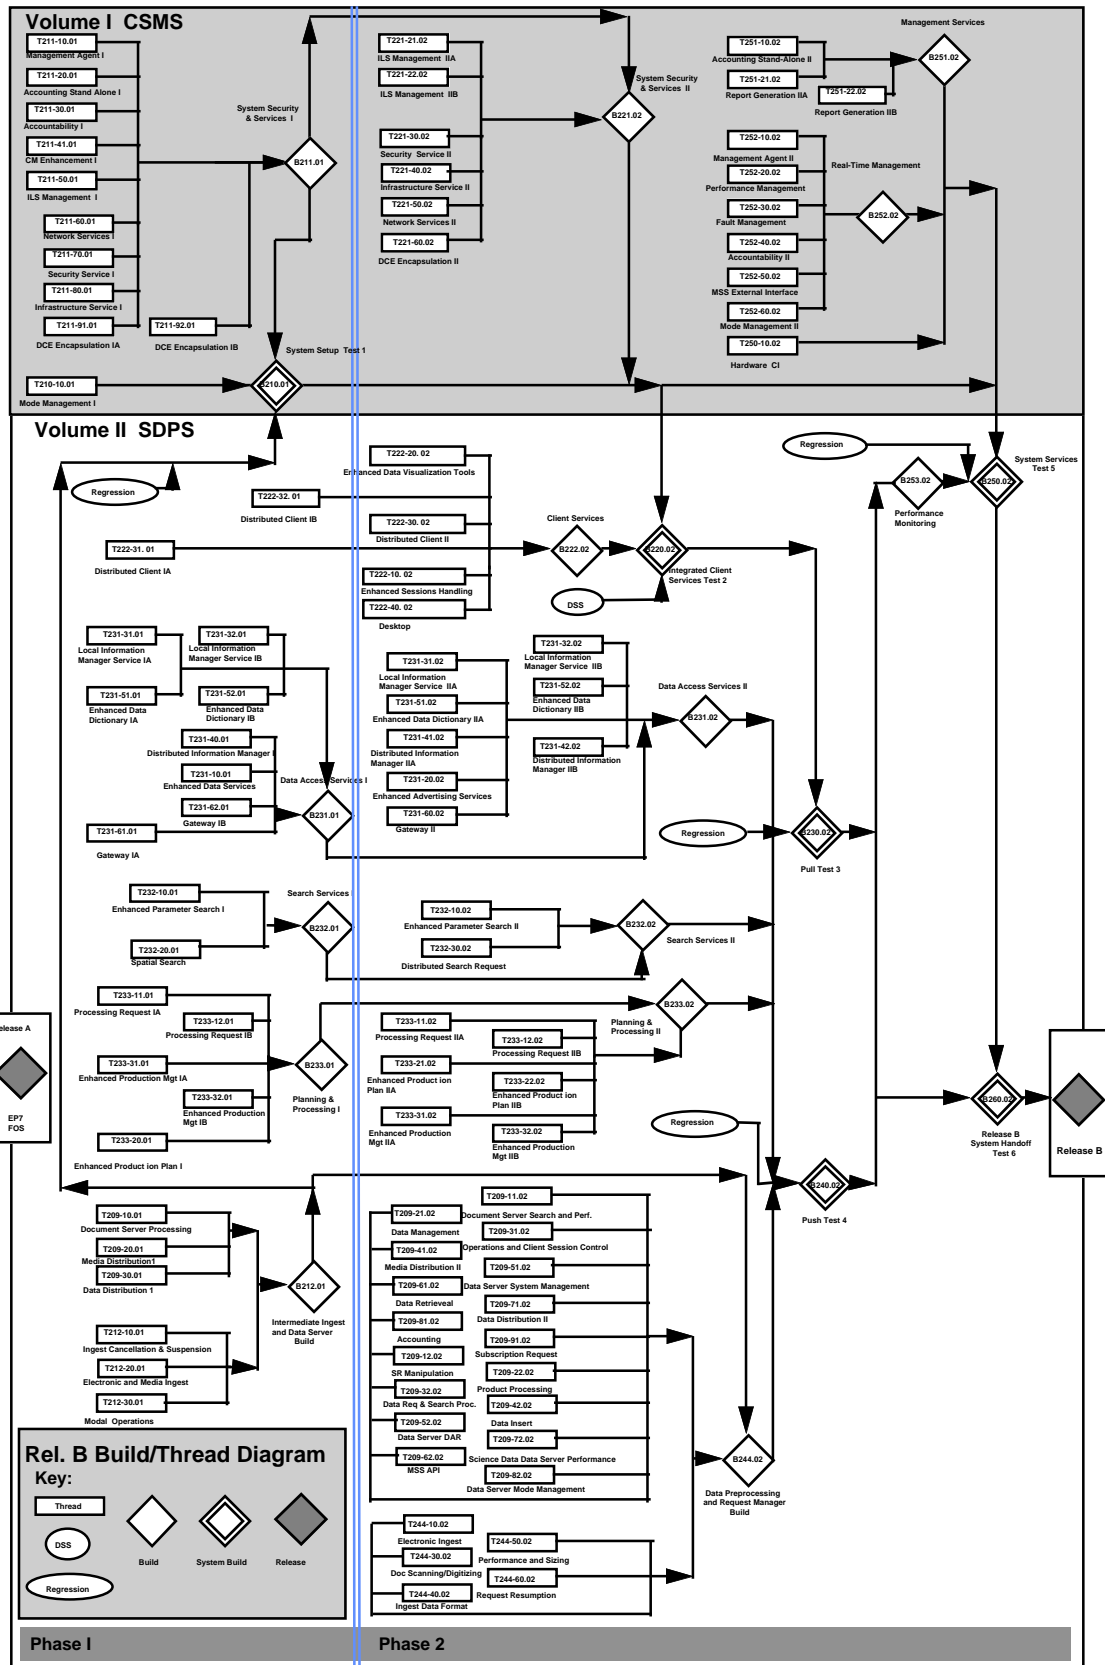 Volume I CSMS
T211-10.01
Management Agent I
T211-20.01
Accounting Stand Alone I
T211-30.01
Accountability I
T211-41.01
CM Enhancement I
T211-50.01
ILS Management I
T211-60.01
Network Services I
T211-70.01
Security Service I
T211-80.01
Infrastructure Service I
T211-91.01
DCE Encapsulation IA
T211-92.01
DCE Encapsulation IB
System Security
& Services I
B211.01
T210-10.01
Mode Management I
System Setup Test 1
B210.01
T221-21.02
ILS Management IIA
T221-22.02
ILS Management IIB
T221-30.02
Security Service II
T221-40.02
Infrastructure Service II
T221-50.02
Network Services II
T221-60.02
DCE Encapsulation II
System Security
& Services II
B221.02
Management Services
T251-10.02
Accounting Stand-Alone II
T251-21.02
Report Generation IIA
T251-22.02
Report Generation IIB
B251.02
T252-10.02
Management Agent II
T252-20.02
Performance Management
T252-30.02
Fault Management
T252-40.02
Accountability II
T252-50.02
MSS External Interface
T252-60.02
Mode Management II
T250-10.02
Hardware CI
Real-Time Management
B252.02
Volume II SDPS
Regression
T222-20. 02
Enhanced Data Visualization Tools
T222-32. 01
Distributed Client IB
T222-30. 02
Distributed Client II
T222-31. 01
Distributed Client IA
T222-10. 02
Enhanced Sessions Handling
T222-40. 02
Desktop
Client Services
B222.02
B220.02
Integrated Client
Services Test 2
DSS
Regression
B253.02
Performance
Monitoring
B250.02
System Services
Test 5
T231-31.01
Local Information
Manager Service IA
T231-32.01
Local Information
Manager Service IB
T231-51.01
Enhanced Data
Dictionary IA
T231-52.01
Enhanced Data
Dictionary IB
T231-40.01
Distributed Information Manager I
T231-10.01
Enhanced Data Services
T231-62.01
Gateway IB
T231-61.01
Gateway IA
Data Access Services I
B231.01
T231-31.02
Local Information
Manager Service IIA
T231-51.02
Enhanced Data Dictionary IIA
T231-41.02
Distributed Information
Manager IIA
T231-20.02
Enhanced Advertising Services
T231-60.02
Gateway II
T231-32.02
Local Information
Manager Service IIB
T231-52.02
Enhanced Data
Dictionary IIB
T231-42.02
Distributed Information
Manager IIB
Data Access Services II
B231.02
Regression
B230.02
Pull Test 3
T232-10.01
Enhanced Parameter Search I
T232-20.01
Spatial Search
Search Services
B232.01
T232-10.02
Enhanced Parameter Search II
T232-30.02
Distributed Search Request
B232.02
Search Services II
T233-11.01
Processing Request IA
T233-12.01
Processing Request IB
T233-31.01
Enhanced Production Mgt IA
T233-32.01
Enhanced Production
Mgt IB
T233-20.01
Enhanced Product ion Plan I
B233.01
Planning &
Processing I
T233-11.02
Processing Request IIA
T233-12.02
Processing Request IIB
T233-21.02
Enhanced Product ion
Plan IIA
T233-22.02
Enhanced Product ion
Plan IIB
T233-31.02
Enhanced Production
Mgt IIA
T233-32.02
Enhanced Production
Mgt IIB
B233.02
Planning &
Processing II
elease A
EP7
FOS
B260.02
Release B
System Handoff
Test 6
Release B
Regression
B240.02
Push Test 4
T209-10.01
Document Server Processing
T209-20.01
Media Distribution1
T209-30.01
Data Distribution 1
T212-10.01
Ingest Cancellation & Suspension
T212-20.01
Electronic and Media Ingest
T212-30.01
Modal Operations
B212.01
Intermediate Ingest
and Data Server
Build
T209-11.02
Document Server Search and Perf.
T209-21.02
Data Management
T209-31.02
Operations and Client Session Control
T209-41.02
Media Distribution II
T209-51.02
Data Server System Management
T209-61.02
Data Retrieveal
T209-71.02
Data Distribution II
T209-81.02
Accounting
T209-91.02
Subscription Request
T209-12.02
SR Manipulation
T209-22.02
Product Processing
T209-32.02
Data Req & Search Proc.
T209-42.02
Data Insert
T209-52.02
Data Server DAR
T209-72.02
Science Data Data Server Performance
T209-62.02
MSS API
T209-82.02
Data Server Mode Management
B244.02
Data Preprocessing
and Request Manager
Build
T244-10.02
Electronic Ingest
T244-50.02
Performance and Sizing
T244-30.02
Doc Scanning/Digitizing
T244-60.02
Request Resumption
T244-40.02
Ingest Data Format
Rel. B Build/Thread Diagram
Key:
Thread
DSS
Regression
Build
System Build
Release
Phase I
Phase 2